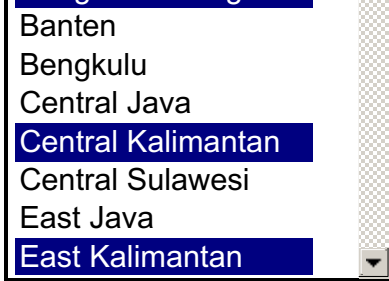 Banten
Bengkulu
Central Java
Central Kalimantan
Central Sulawesi
East Java
East Kalimantan